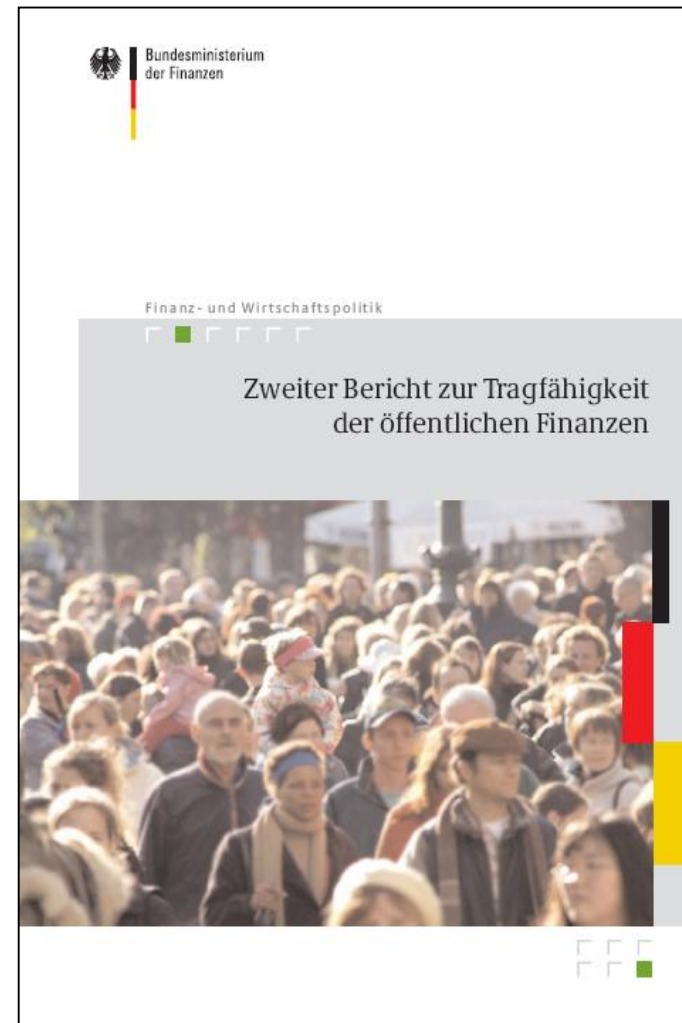 Bundesministerium
der Finanzen
Finanz- und Wirtschaftspolitik
Zweiter Bericht zur Tragfähigkeit
der öffentlichen Finanzen